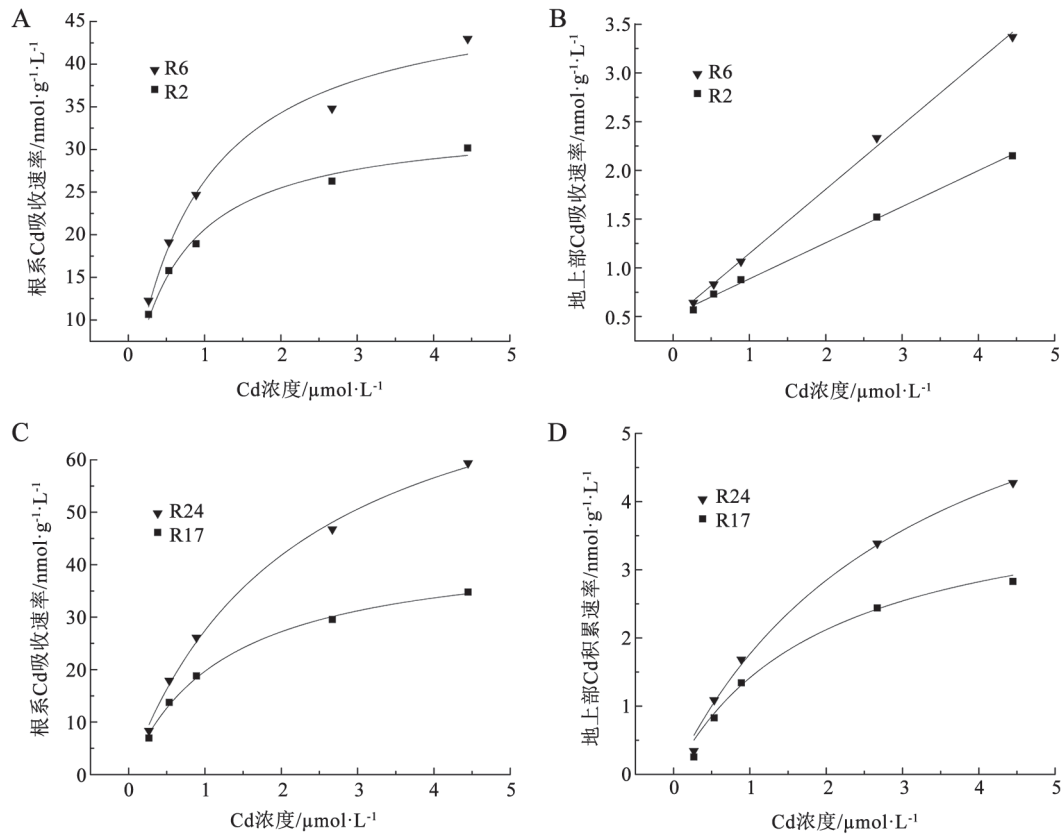 A
45
40
35
30
25
20
15
10
0
1
2
3
4
5
R6
R2
根系Cd吸收速率/nmol·g⁻¹·L⁻¹
Cd浓度/μmol·L⁻¹
B
3.5
3.0
2.5
2.0
1.5
1.0
0.5
0
1
2
3
4
5
R6
R2
地上部Cd吸收速率/nmol·g⁻¹·L⁻¹
Cd浓度/μmol·L⁻¹
C
60
50
40
30
20
10
0
0
1
2
3
4
5
R24
R17
根系Cd吸收速率/nmol·g⁻¹·L⁻¹
Cd浓度/μmol·L⁻¹
D
5
4
3
2
1
0
0
1
2
3
4
5
R24
R17
地上部Cd积累速率/nmol·g⁻¹·L⁻¹
Cd浓度/μmol·L⁻¹